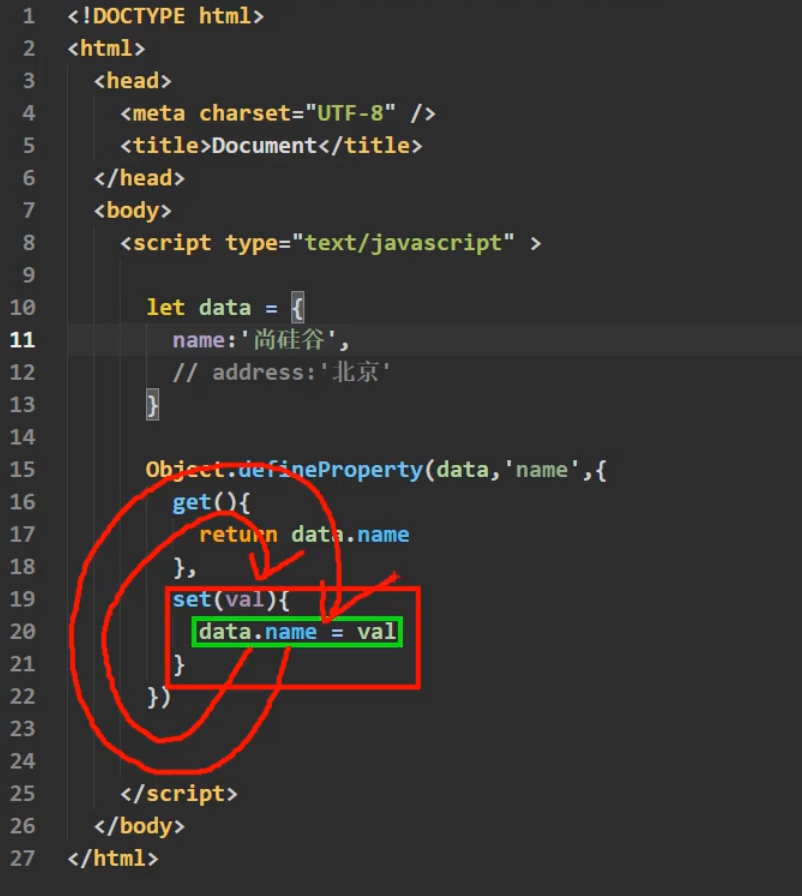 1 <!DOCTYPE html>
2 <html>
3   <head>
4     <meta charset="UTF-8" />
5     <title>Document</title>
6   </head>
7   <body>
8     <script type="text/javascript" >
9
10       let data = {
11         name:'尚硅谷',
12         // address:'北京'
13       }
14
15       Object.defineProperty(data,'name',{
16         get(){
17           return data.name
18         },
19         set(val){
20           data.name = val
21         }
22       })
23
24
25     </script>
26   </body>
27 </html>